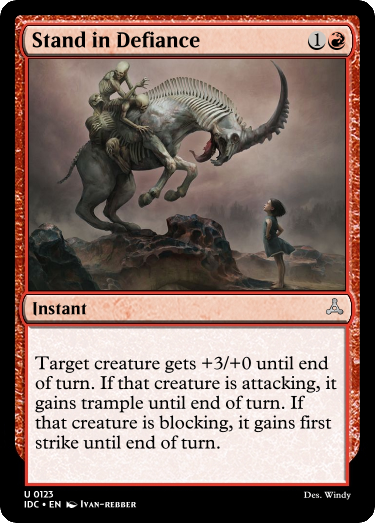 Stand in Defiance 1
Instant
Target creature gets +3/+0 until end
of turn. If that creature is attacking, it
gains trample until end of turn. If
that creature is blocking, it gains first
strike until end of turn.
U 0123
IDC • EN Ivan-rebber
Des. Windy